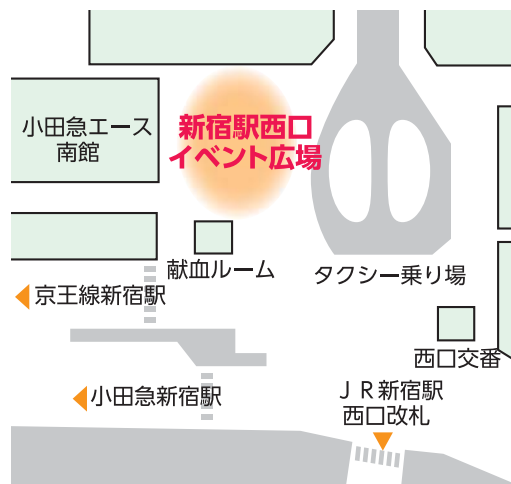 小田急エース
南館
新宿駅西口
イベント広場
献血ルーム
タクシー乗り場
京王線新宿駅
西口交番
小田急新宿駅
JR新宿駅
西口改札